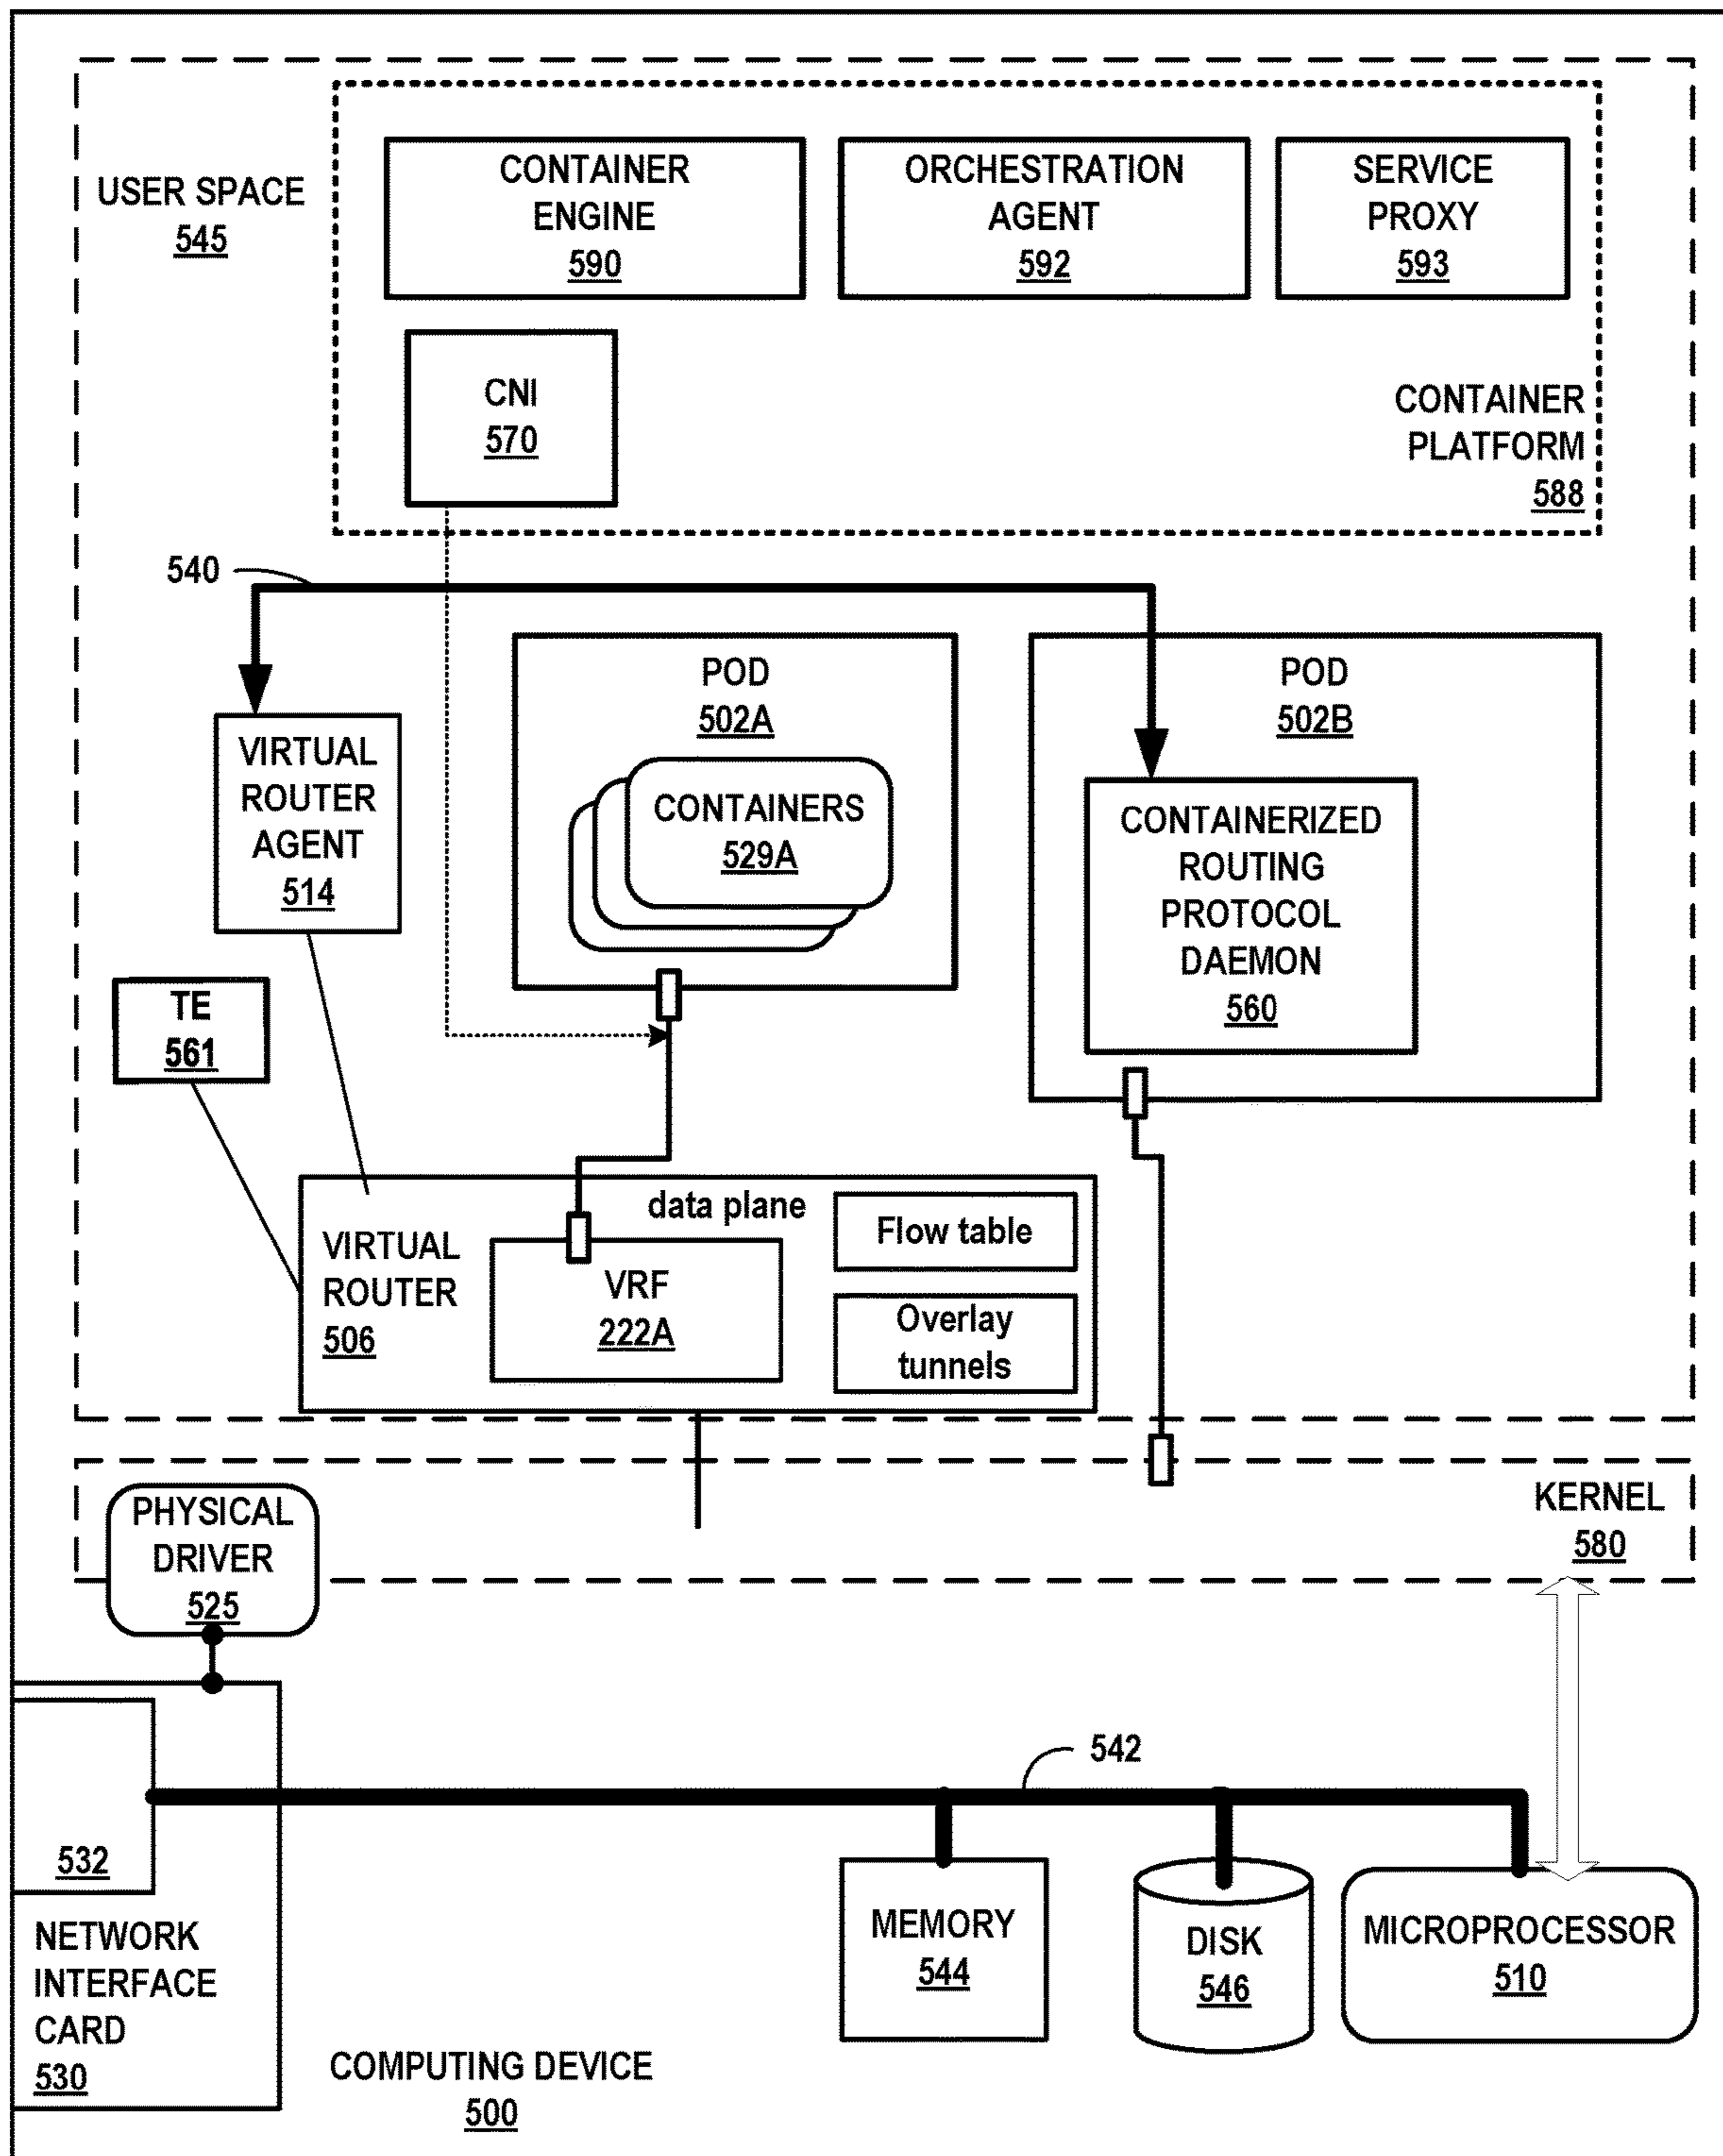 USER SPACE
545
CONTAINER
ENGINE
590
ORCHESTRATION
AGENT
592
SERVICE
PROXY
593
CNI
570
CONTAINER
PLATFORM
588
540
VIRTUAL
ROUTER
AGENT
514
POD
502A
CONTAINERS
529A
POD
502B
CONTAINERIZED
ROUTING
PROTOCOL
DAEMON
560
TE
561
VIRTUAL
ROUTER
506
data plane
VRF
222A
Flow table
Overlay
tunnels
PHYSICAL
DRIVER
525
KERNEL
580
542
532
NETWORK
INTERFACE
CARD
530
MEMORY
544
DISK
546
MICROPROCESSOR
510
COMPUTING DEVICE
500